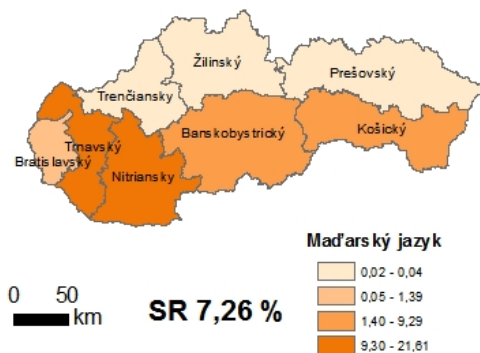 Žilinský
Prešovský
Trenčiansky
Banskobystrický
Košický
Trnavský
Bratislavský
Nitriansky
Maďarský jazyk
0,02 - 0,04
0,05 - 1,39
1,40 - 9,29
9,30 - 21,61
0 50
km
SR 7,26 %